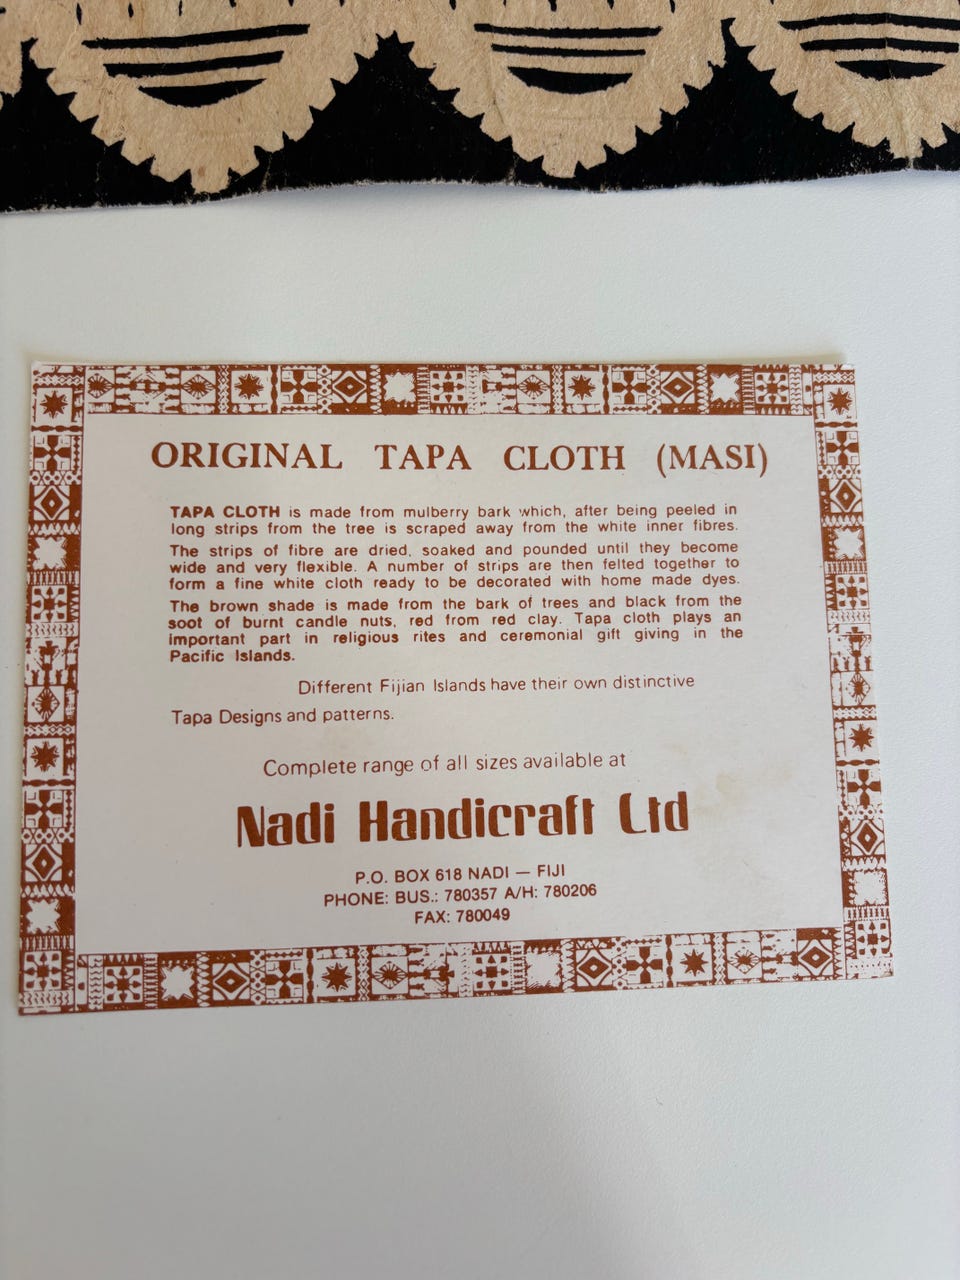 ORIGINAL TAPA CLOTH (MASI)
TAPA CLOTH is made from mulberry bark which, after being peeled in
long strips from the tree is scraped away from the white inner fibres.
The strips of fibre are dried, soaked and pounded until they become
wide and very flexible. A number of strips are then felted together to
form a fine white cloth ready to be decorated with home made dyes.
The brown shade is made from the bark of trees and black from the
soot of burnt candle nuts, red from red clay. Tapa cloth plays an
important part in religious rites and ceremonial gift giving in the
Pacific Islands.
Different Fijian Islands have their own distinctive
Tapa Designs and patterns.
Complete range of all sizes available at
Nadi Handicraft Ltd
P.O. BOX 618 NADI — FIJI
PHONE: BUS.: 780357 A/H: 780206
FAX: 780049